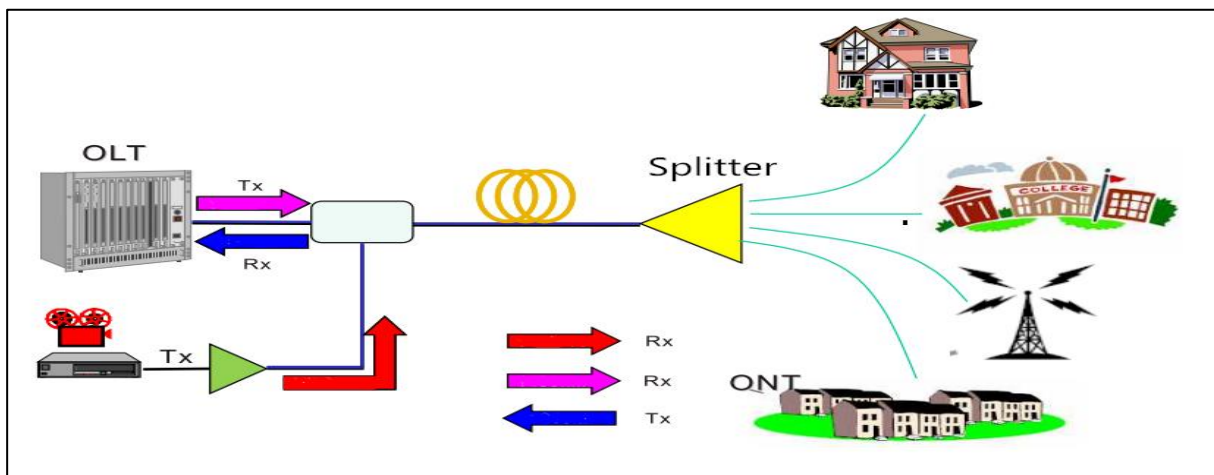 OLT
Tx
Rx
Tx
Splitter
COLLEGE
Rx
Rx
Tx
ONT